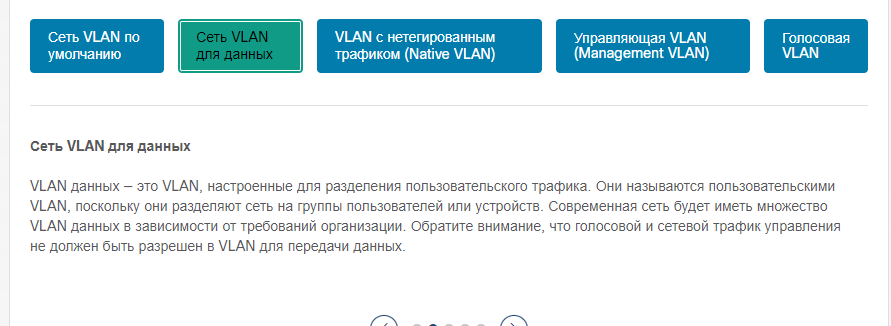 Сеть VLAN по
умолчанию
Сеть VLAN
для данных
VLAN с нетегированным
трафиком (Native VLAN)
Управляющая VLAN
(Management VLAN)
Голосовая
VLAN
Сеть VLAN для данных
VLAN данных – это VLAN, настроенные для разделения пользовательского трафика. Они называются пользовательскими
VLAN, поскольку они разделяют сеть на группы пользователей или устройств. Современная сеть будет иметь множество
VLAN данных в зависимости от требований организации. Обратите внимание, что голосовой и сетевой трафик управления
не должен быть разрешен в VLAN для передачи данных.